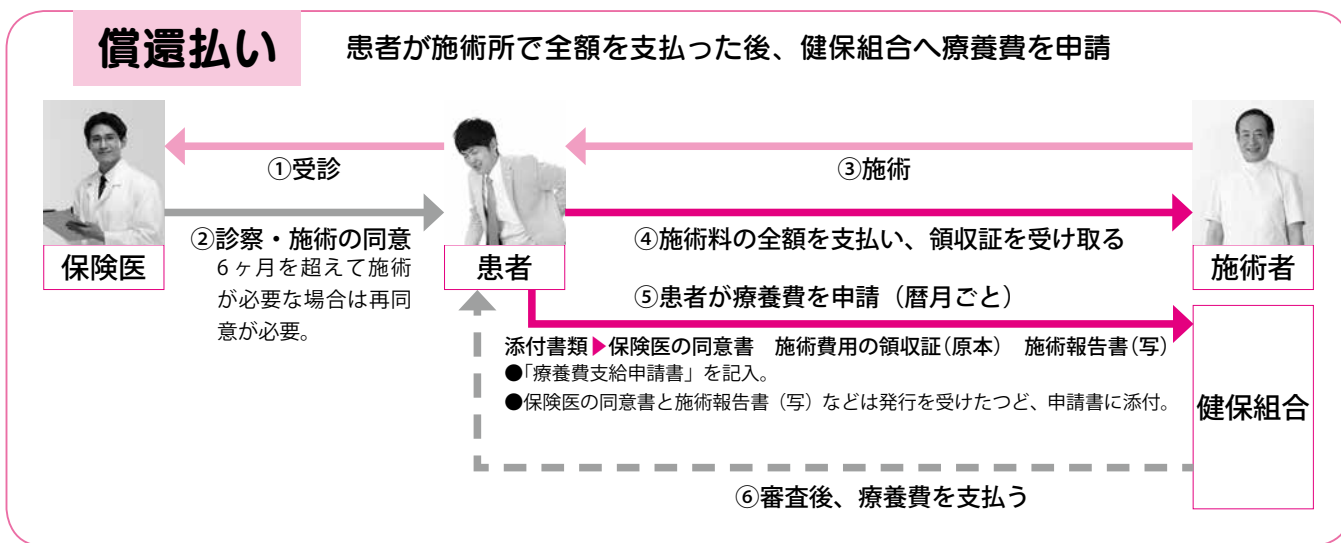 償還払い
患者が施術所で全額を支払った後、健保組合へ療養費を申請
①受診
③施術
②診察・施術の同意
6ヶ月を超えて施術
が必要な場合は再同
意が必要。
④施術料の全額を支払い、領収証を受け取る
保険医
患者
施術者
⑤患者が療養費を申請（暦月ごと）
添付書類▶保険医の同意書　施術費用の領収証（原本）　施術報告書（写）
●「療養費支給申請書」を記入。
●保険医の同意書と施術報告書（写）などは発行を受けたつど、申請書に添付。
健保組合
⑥審査後、療養費を支払う